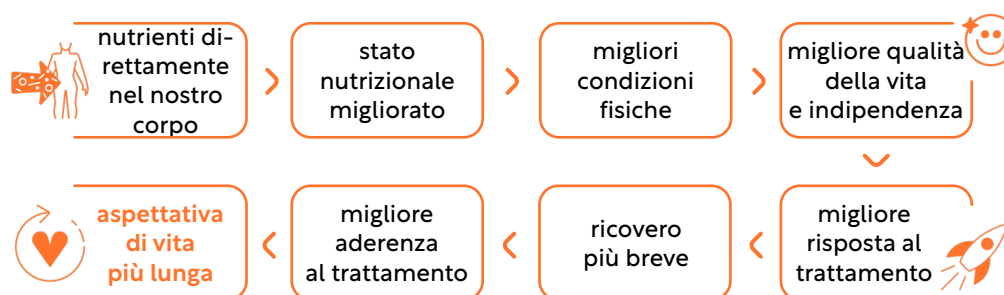 nutrienti di-
rettamente
nel nostro
corpo
stato
nutrizionale
migliorato
migliori
condizioni
fisiche
migliore qualità
della vita
e indipendenza
migliore
risposta al
trattamento
ricovero
più breve
migliore
aderenza
al trattamento
aspettativa
di vita
più lunga